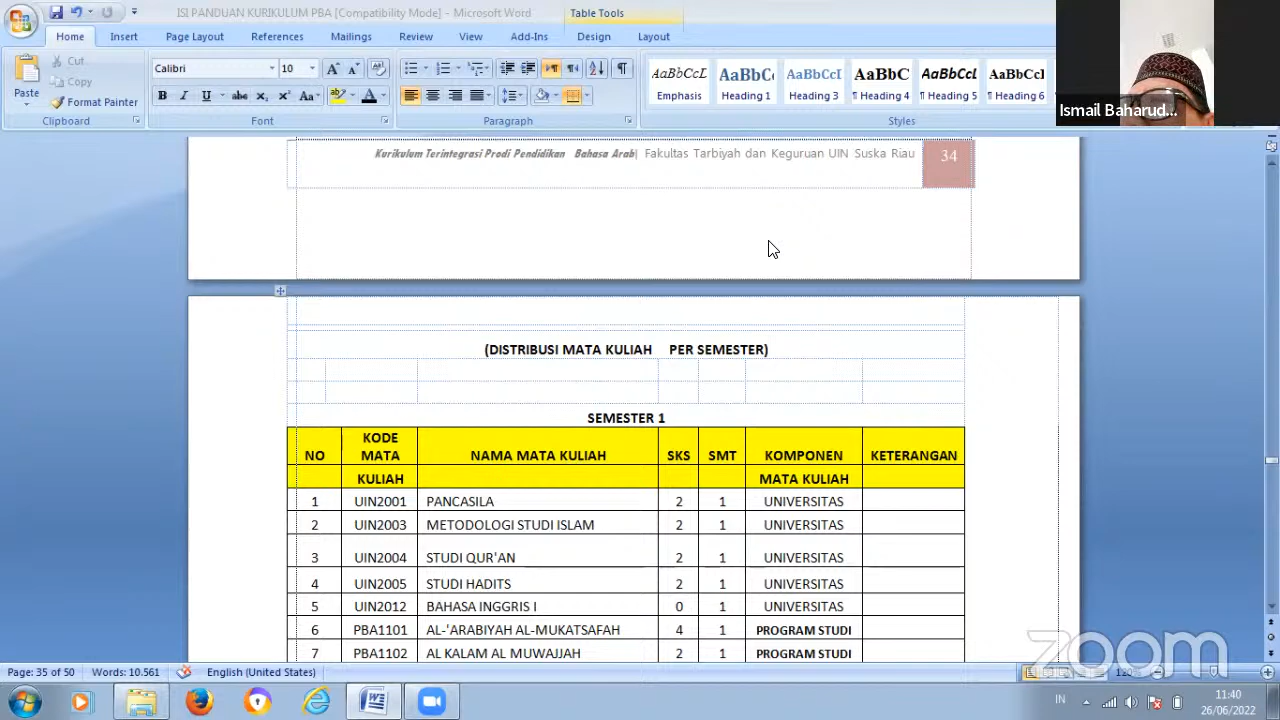 ISI PANDUAN KURIKULUM PBA [Compatibility Mode] - Microsoft Word
Table Tools
Home Insert Page Layout References Mailings Review View Add-Ins Design Layout
Cut
Copy
Format Painter
Paste
Clipboard
Calibri 10
Font
Paragraph
AaBbCcL AaBbCc AaBbCcI AaBbC AaBbCcL AaBbCcI
Emphasis Heading 1 Heading 3 ¶ Heading 4 ¶ Heading 5 ¶ Heading 6
Styles
Ismail Baharud...
Kurikulum Terintegrasi Prodi Pendidikan Bahasa Arab| Fakultas Tarbiyah dan Keguruan UIN Suska Riau 34
(DISTRIBUSI MATA KULIAH PER SEMESTER)
SEMESTER 1
NO KODE MATA KULIAH NAMA MATA KULIAH SKS SMT KOMPONEN MATA KULIAH KETERANGAN
1 UIN2001 PANCASILA 2 1 UNIVERSITAS
2 UIN2003 METODOLOGI STUDI ISLAM 2 1 UNIVERSITAS
3 UIN2004 STUDI QUR'AN 2 1 UNIVERSITAS
4 UIN2005 STUDI HADITS 2 1 UNIVERSITAS
5 UIN2012 BAHASA INGGRIS I 0 1 UNIVERSITAS
6 PBA1101 AL-'ARABIYAH AL-MUKATSAFAH 4 1 PROGRAM STUDI
7 PBA1102 AL KALAM AL MUWAJJAH 2 1 PROGRAM STUDI
zoom
Page: 35 of 50 Words: 10.561 English (United States)
IN
11:40
26/06/2022